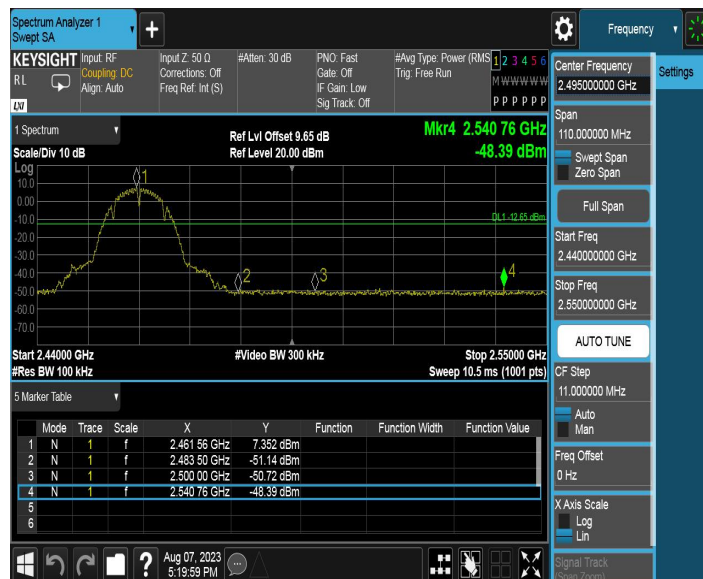 Spectrum Analyzer 1
Swept SA
+
Frequency
KEYSIGHT
RL
LXI
Input: RF
Coupling: DC
Align: Auto
Input Z: 50 Ω
Corrections: Off
Freq Ref: Int (S)
#Atten: 30 dB
PNO: Fast
Gate: Off
IF Gain: Low
Sig Track: Off
#Avg Type: Power (RMS
Trig: Free Run
1 2 3 4 5 6
M W W W W W
P P P P P P
1 Spectrum
Scale/Div 10 dB
Ref Lvl Offset 9.65 dB
Ref Level 20.00 dBm
Mkr4 2.540 76 GHz
-48.39 dBm
Log
10.0
0.00
-10.0
-20.0
-30.0
-40.0
-50.0
-60.0
-70.0
1
2
3
4
DL1 -12.65 dBm
Start 2.44000 GHz
#Res BW 100 kHz
#Video BW 300 kHz
Stop 2.55000 GHz
Sweep 10.5 ms (1001 pts)
5 Marker Table
Mode Trace Scale X Y Function Function Width Function Value
1 N 1 f 2.461 56 GHz 7.352 dBm
2 N 1 f 2.483 50 GHz -51.14 dBm
3 N 1 f 2.500 00 GHz -50.72 dBm
4 N 1 f 2.540 76 GHz -48.39 dBm
5
6
?
Aug 07, 2023
5:19:59 PM
Center Frequency
2.495000000 GHz
Settings
Span
110.000000 MHz
Swept Span
Zero Span
Full Span
Start Freq
2.440000000 GHz
Stop Freq
2.550000000 GHz
AUTO TUNE
CF Step
11.000000 MHz
Auto
Man
Freq Offset
0 Hz
X Axis Scale
Log
Lin
Signal Track
(Span Zoom)